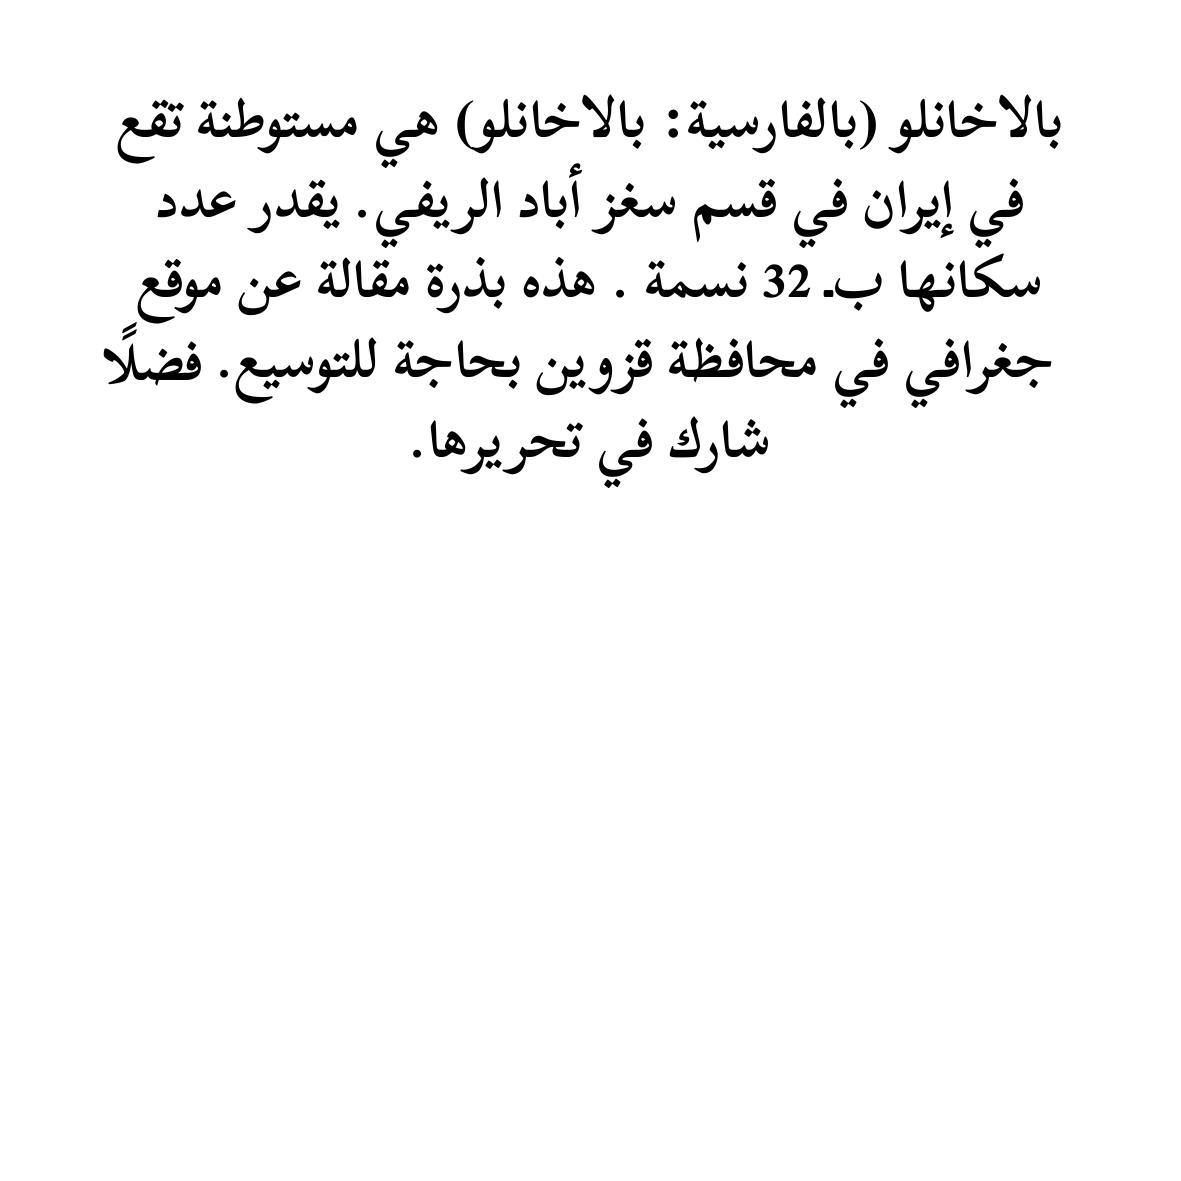 بالاخانلو (بالفارسية: بالاخانلو) هي مستوطنة تقع
في إيران في قسم سغز أباد الريفي. يقدر عدد
سكانها بـ 32 نسمة . هذه بذرة مقالة عن موقع
جغرافي في محافظة قزوين بحاجة للتوسيع. فضلًا
شارك في تحريرها.